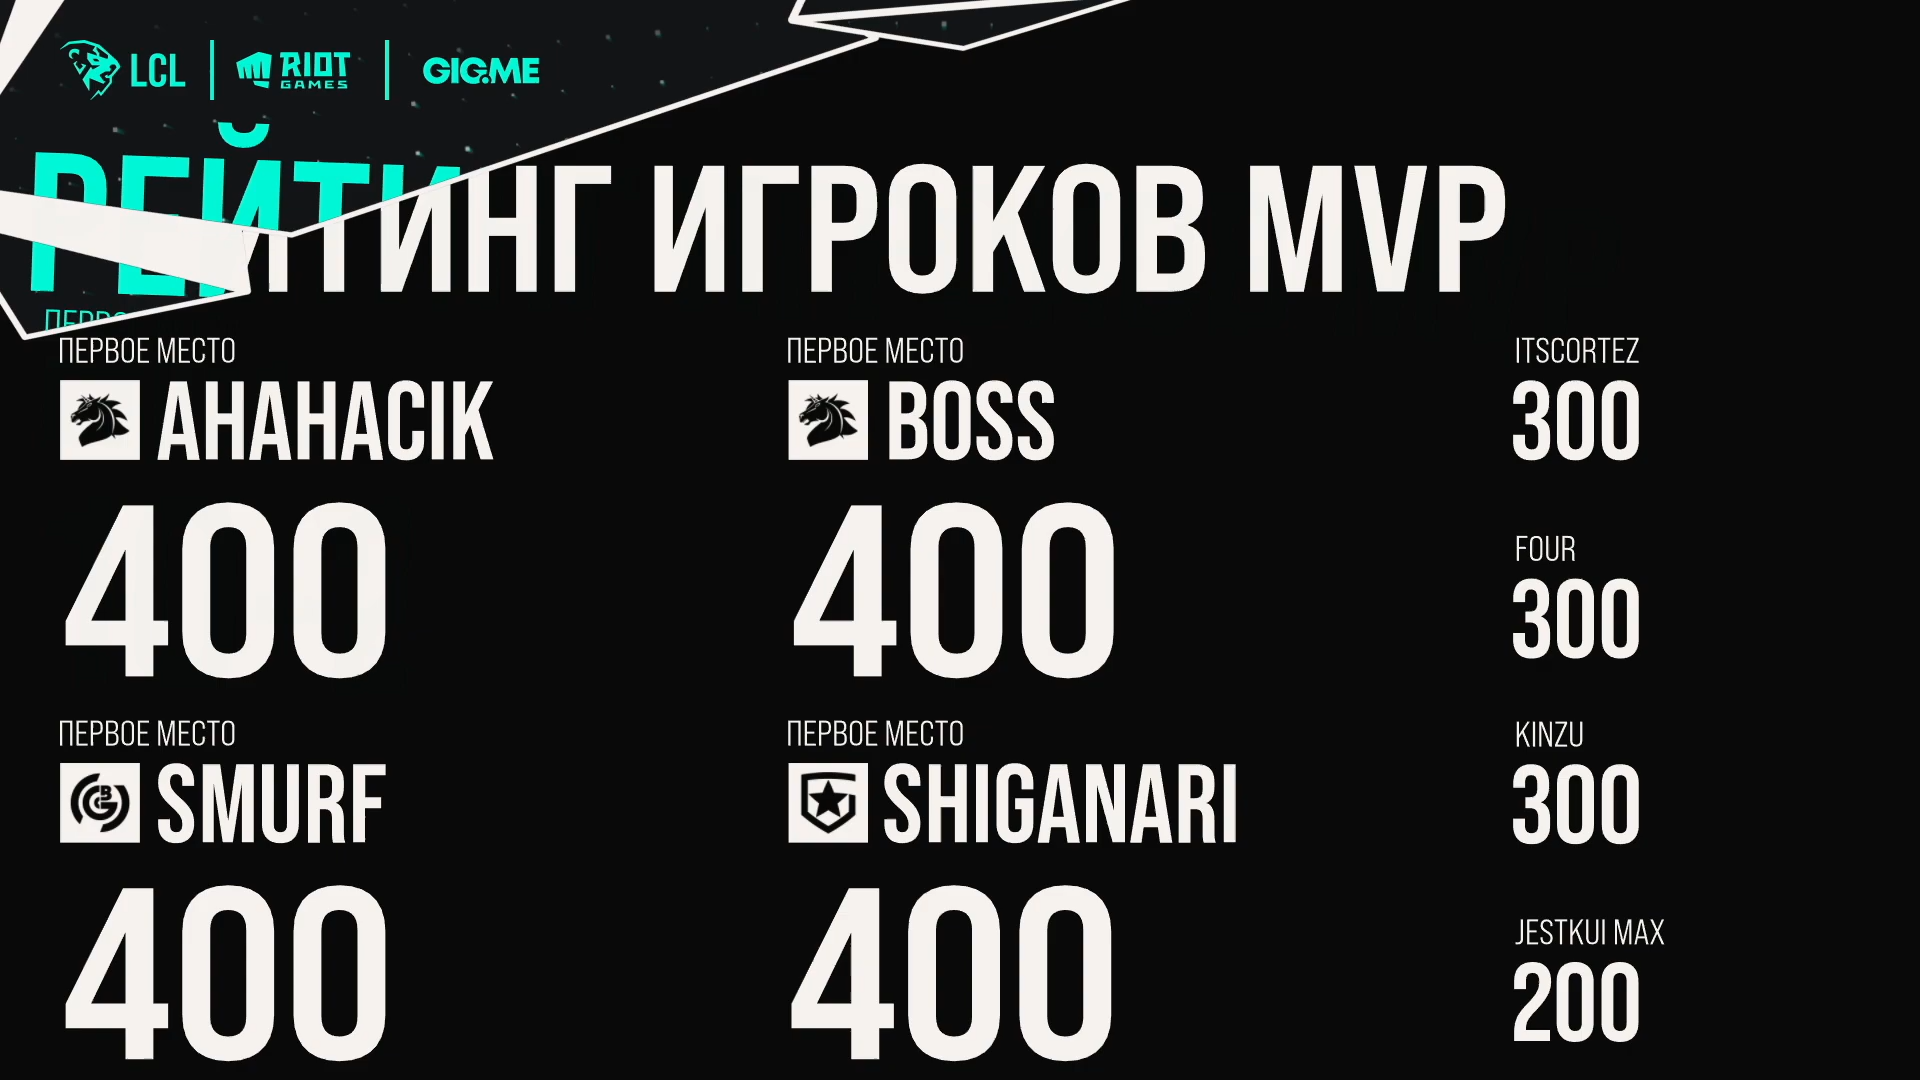 LCL
RIOT GAMES
GIG.ME
РЕЙТИНГ ИГРОКОВ MVP
ПЕРВОЕ МЕСТО
AHAHACIK
400
ПЕРВОЕ МЕСТО
BOSS
400
ПЕРВОЕ МЕСТО
SMURF
400
ПЕРВОЕ МЕСТО
SHIGANARI
400
ITSCORTEZ
300
FOUR
300
KINZU
300
JESTKUI MAX
200